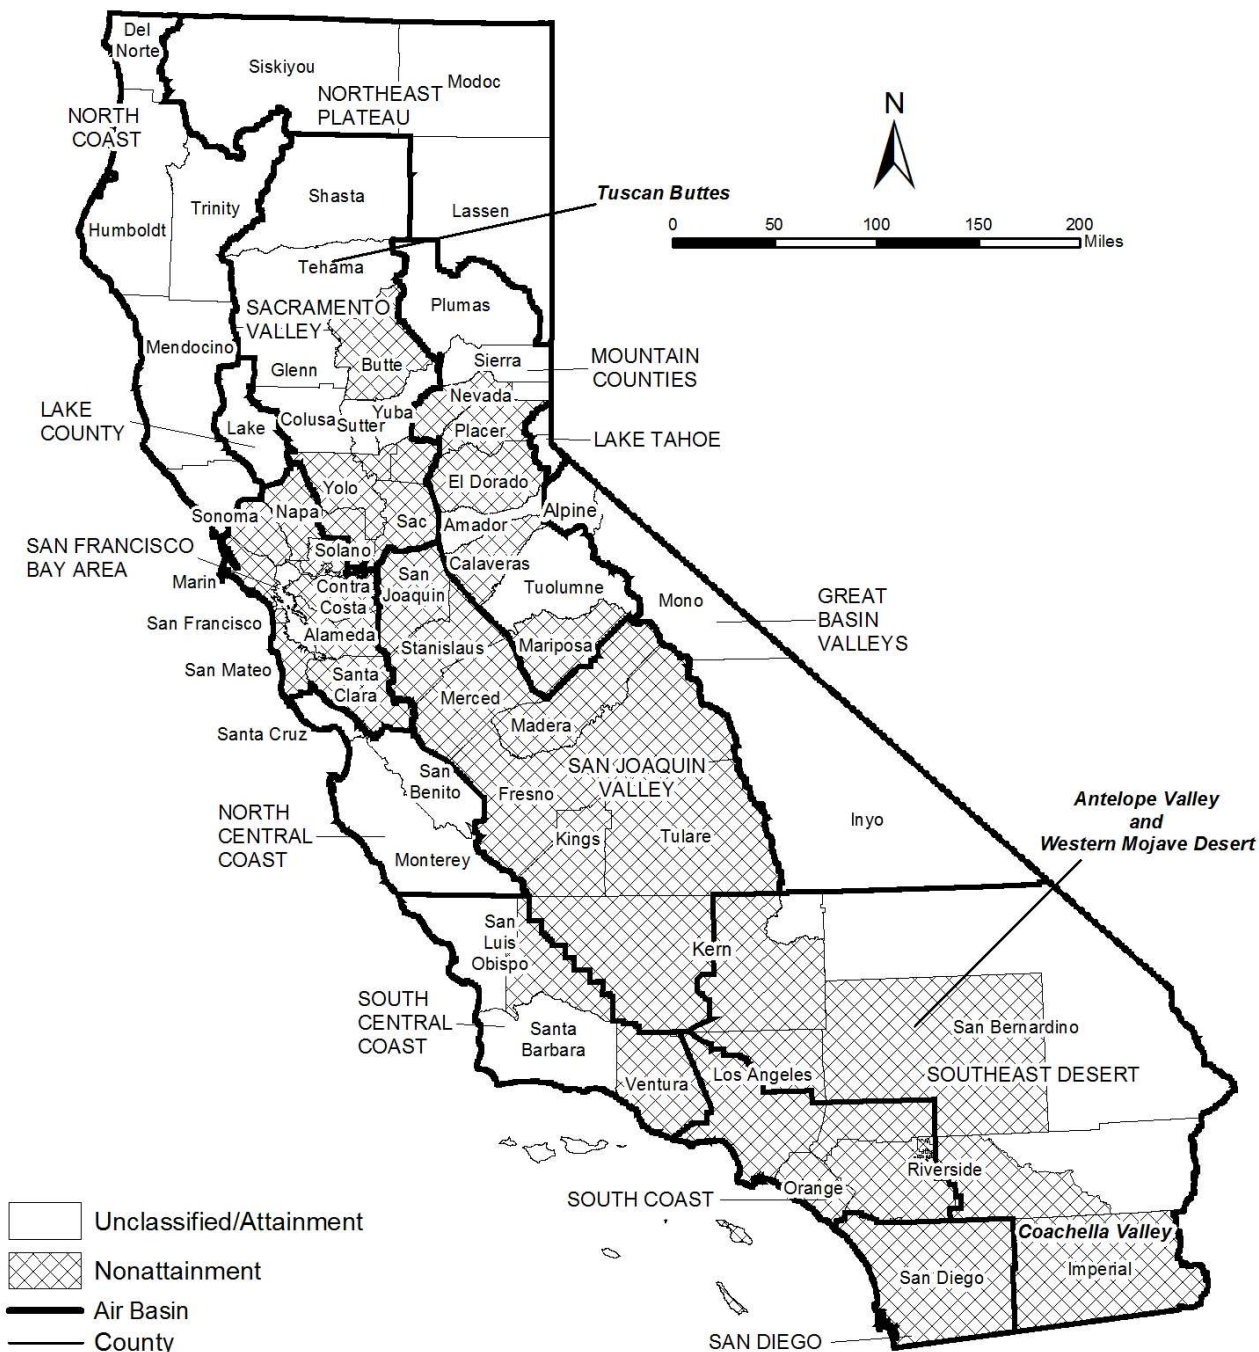 Del
Norte
Siskiyou
Modoc
NORTHEAST
PLATEAU
NORTH
COAST
N
Shasta
Tuscan Buttes
Trinity
Lassen
Humboldt
0 50 100 150 200
Miles
Tehama
SACRAMENTO
VALLEY
Plumas
Mendocino
Glenn
Butte
Sierra
MOUNTAIN
COUNTIES
Nevada
LAKE
COUNTY
Lake
Colusa
Sutter
Yuba
Placer
LAKE TAHOE
Yolo
El Dorado
Sonoma
Napa
Sac
Amador
Alpine
SAN FRANCISCO
BAY AREA
Solano
Calaveras
Marin
Contra
Costa
San
Joaquin
Tuolumne
Mono
GREAT
BASIN
VALLEYS
San Francisco
Alameda
Stanislaus
Mariposa
San Mateo
Santa
Clara
Merced
Madera
Santa Cruz
San
Benito
Fresno
SAN JOAQUIN
VALLEY
NORTH
CENTRAL
COAST
Monterey
Kings
Tulare
Inyo
Antelope Valley
and
Western Mojave Desert
San
Luis
Obispo
Kern
SOUTH
CENTRAL
COAST
Santa
Barbara
San Bernardino
Ventura
Los Angeles
SOUTHEAST DESERT
Riverside
SOUTH COAST
Orange
Coachella Valley
San Diego
Imperial
SAN DIEGO
Unclassified/Attainment
Nonattainment
Air Basin
County